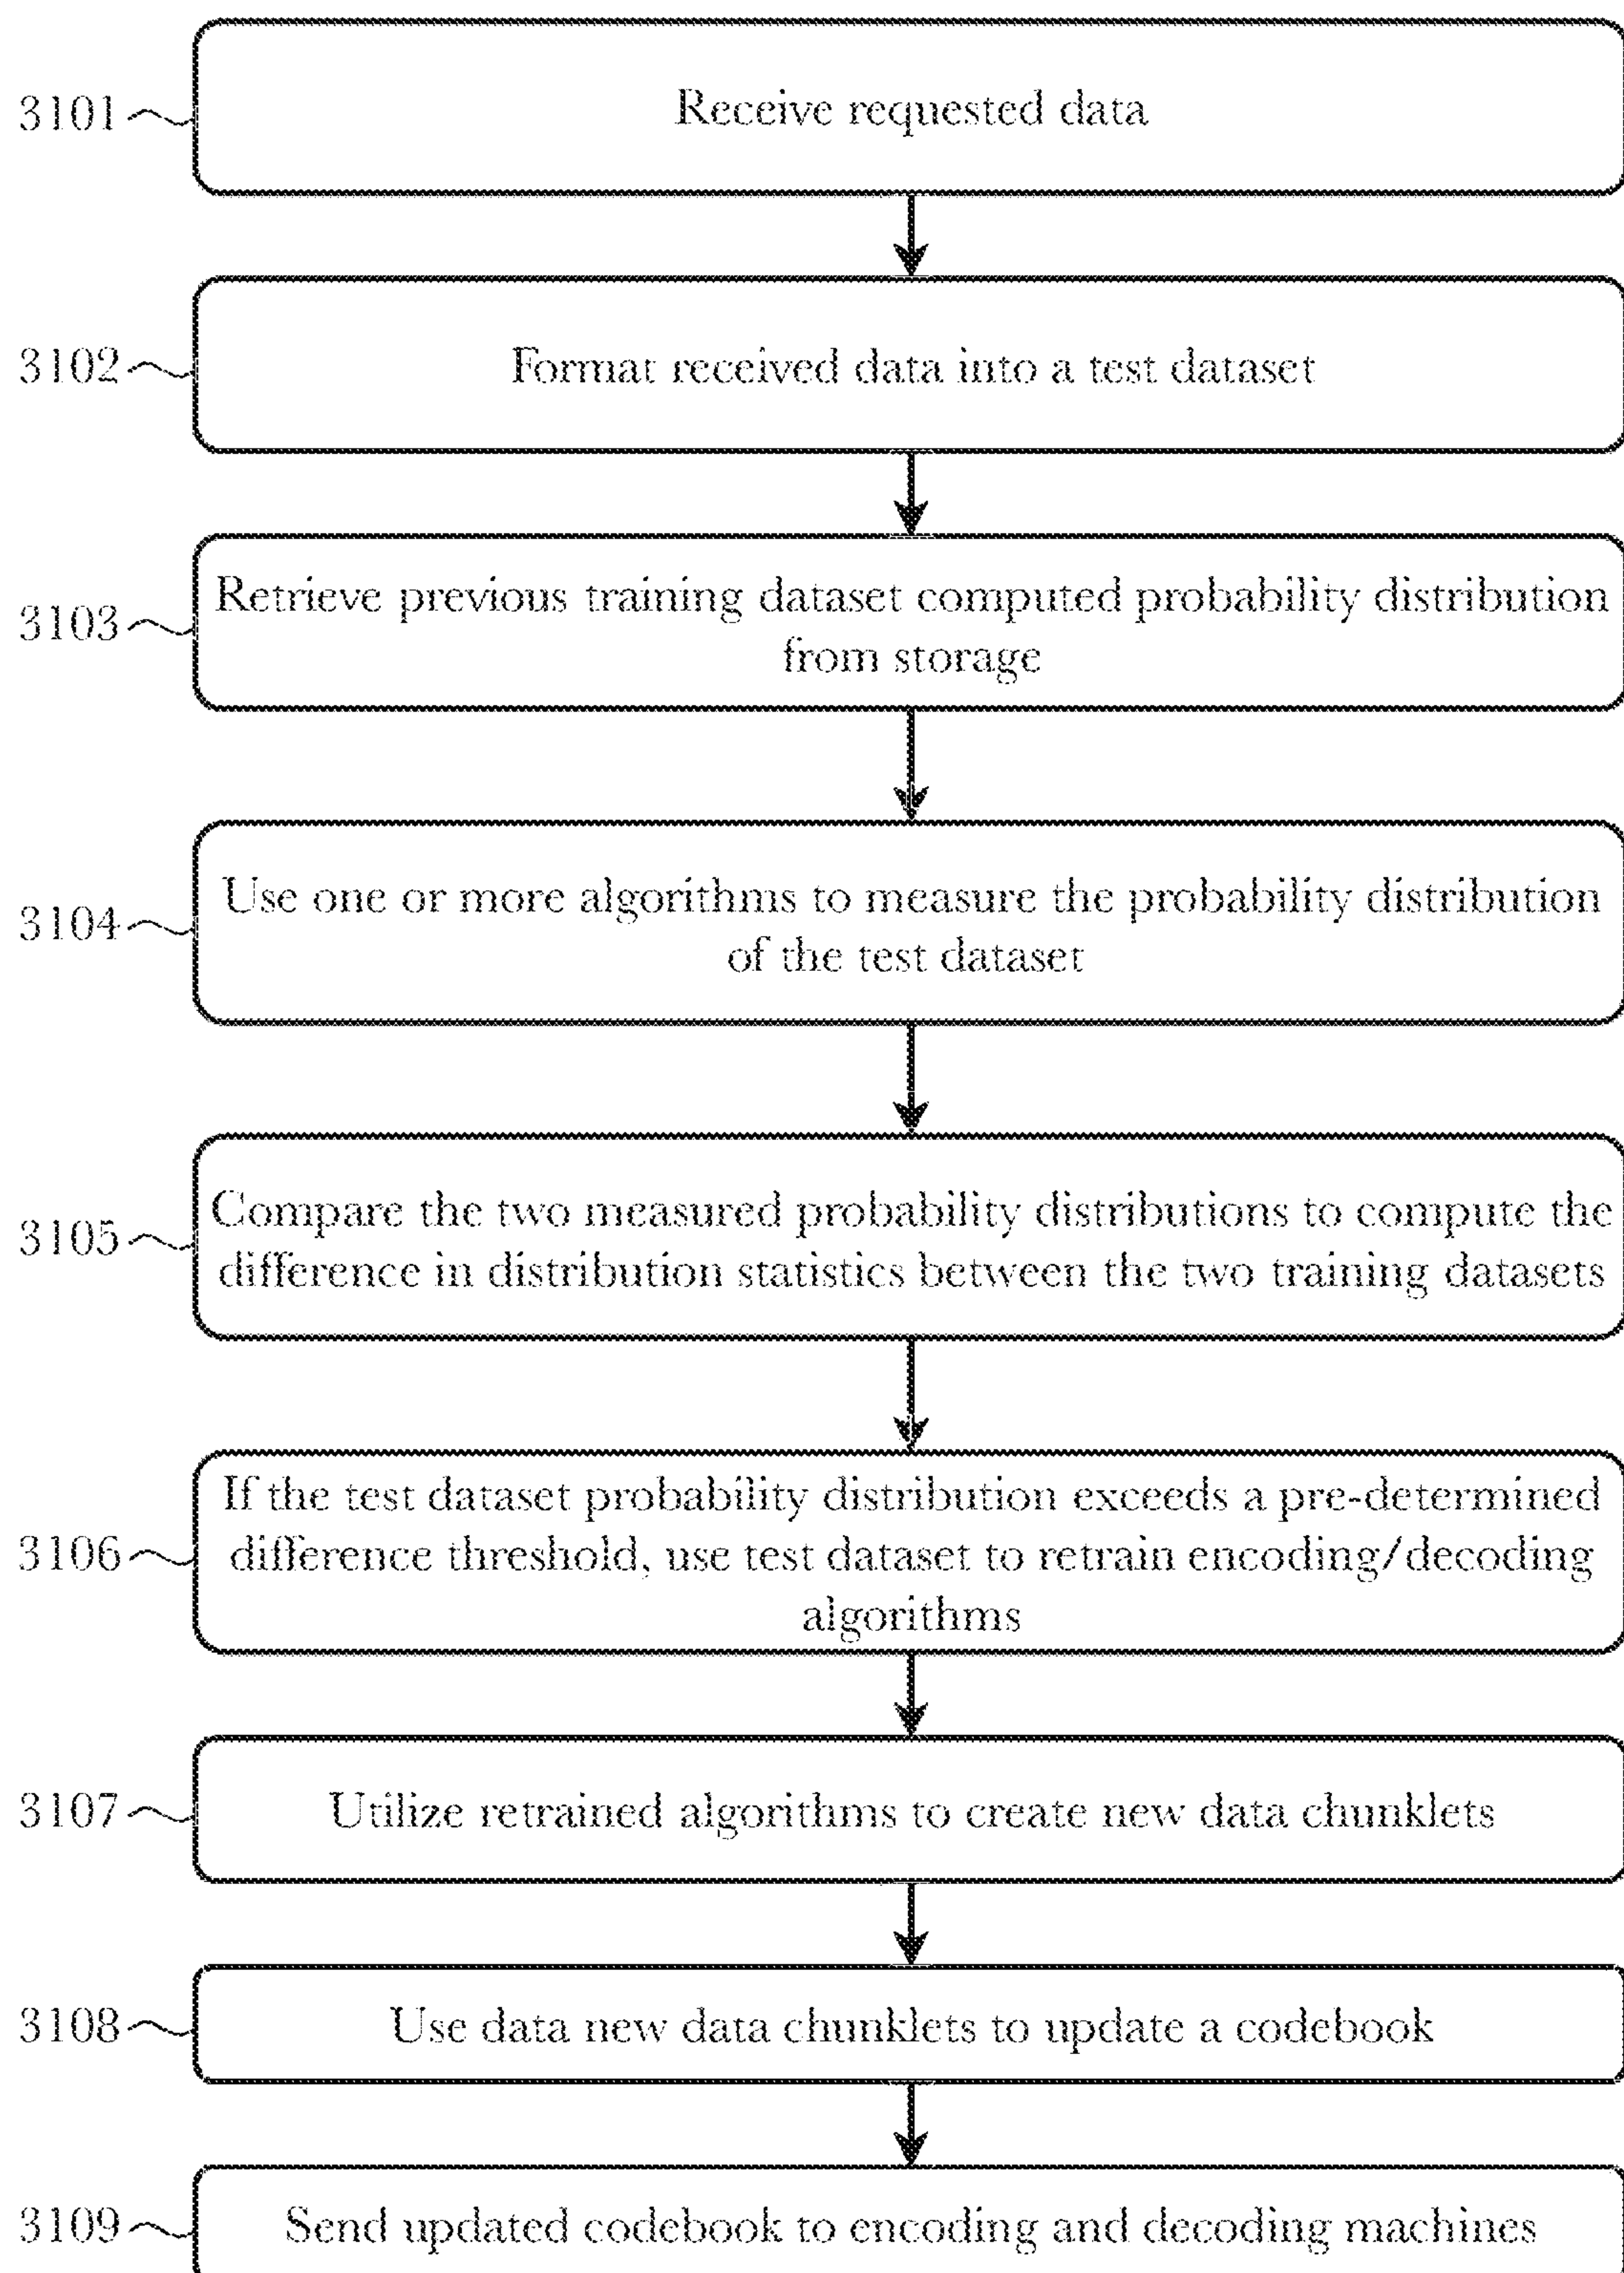 3101
Receive requested data
3102
Format received data into a test dataset
3103
Retrieve previous training dataset computed probability distribution
from storage
3104
Use one or more algorithms to measure the probability distribution
of the test dataset
3105
Compare the two measured probability distributions to compute the
difference in distribution statistics between the two training datasets
3106
If the test dataset probability distribution exceeds a pre-determined
difference threshold, use test dataset to retrain encoding/decoding
algorithms
3107
Utilize retrained algorithms to create new data chunklets
3108
Use data new data chunklets to update a codebook
3109
Send updated codebook to encoding and decoding machines